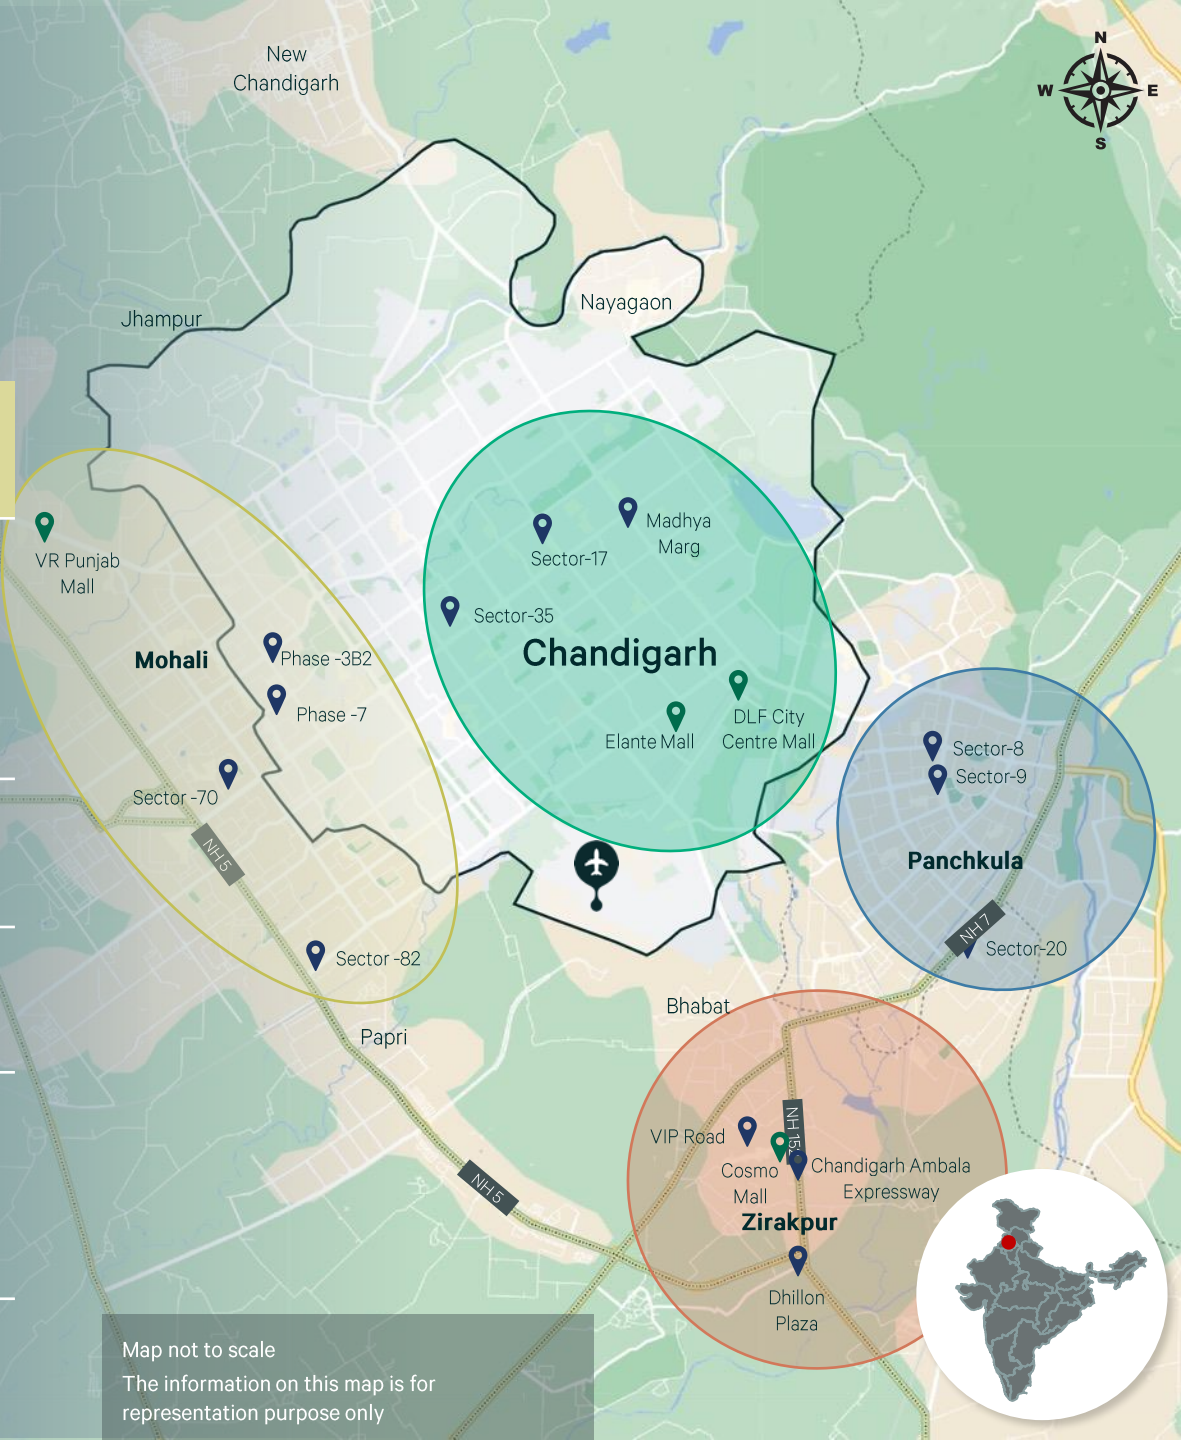 New
Chandigarh
N
W
E
S
Nayagaon
Jhampur
Madhya
Marg
Sector-17
VR Punjab
Mall
Sector-35
Chandigarh
Mohali
Phase -3B2
Phase -7
DLF City
Centre Mall
Elante Mall
Sector-8
Sector-9
Sector -70
NH 5
Panchkula
NH 7
Sector-20
Sector -82
Bhabat
Papri
VIP Road
NH 152
Cosmo
Mall
Chandigarh Ambala
Expressway
NH 5
Zirakpur
Dhillon
Plaza
Map not to scale
The information on this map is for
representation purpose only